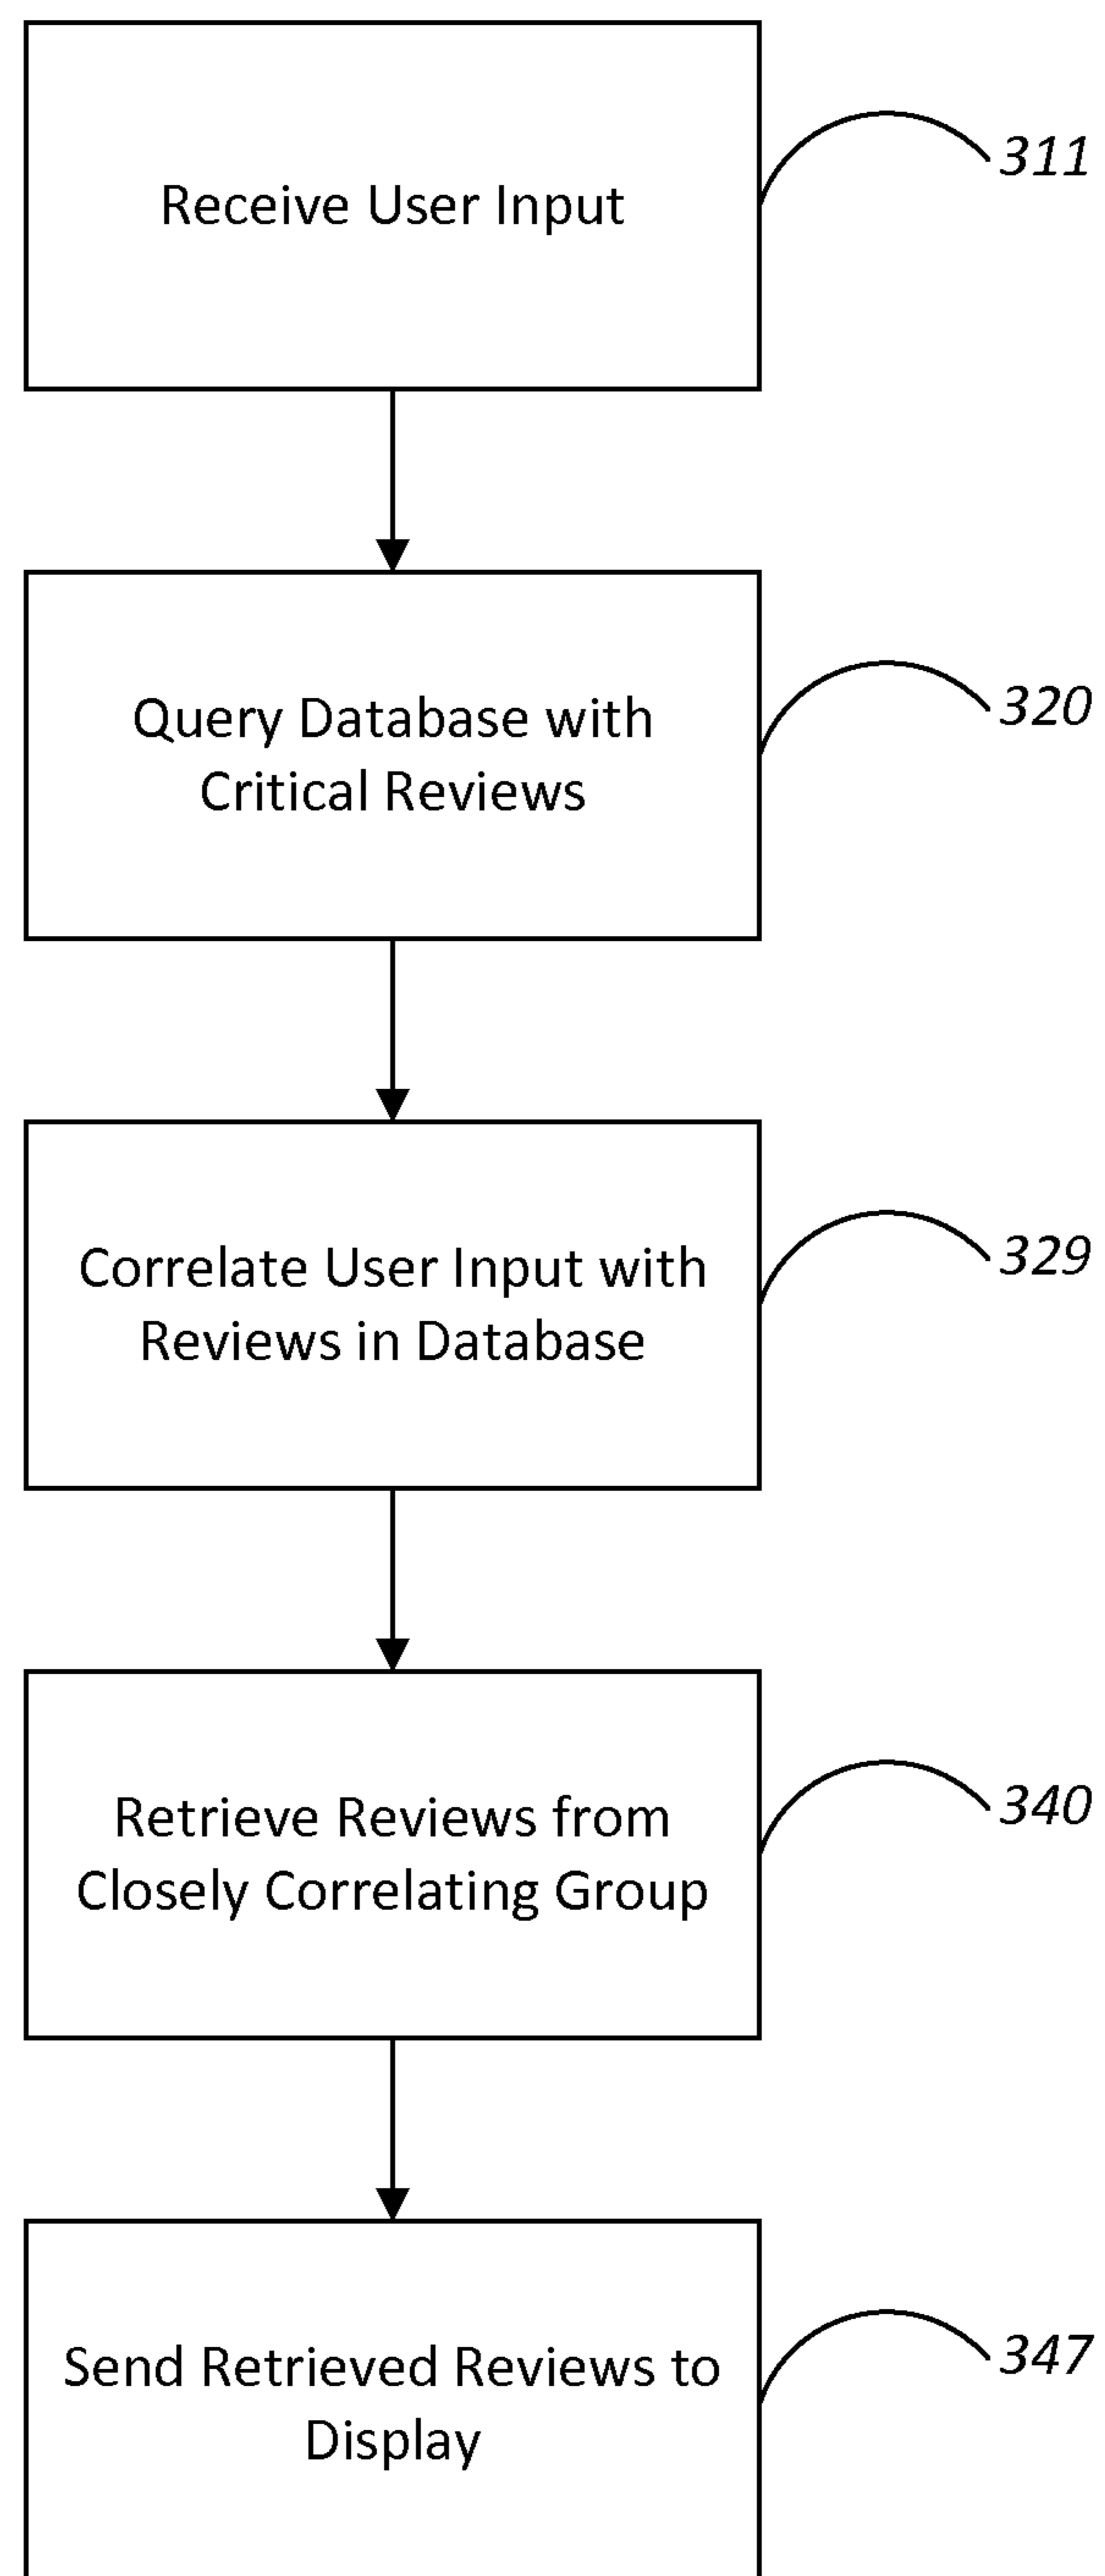 Receive User Input
311
Query Database with
Critical Reviews
320
Correlate User Input with
Reviews in Database
329
Retrieve Reviews from
Closely Correlating Group
340
Send Retrieved Reviews to
Display
347